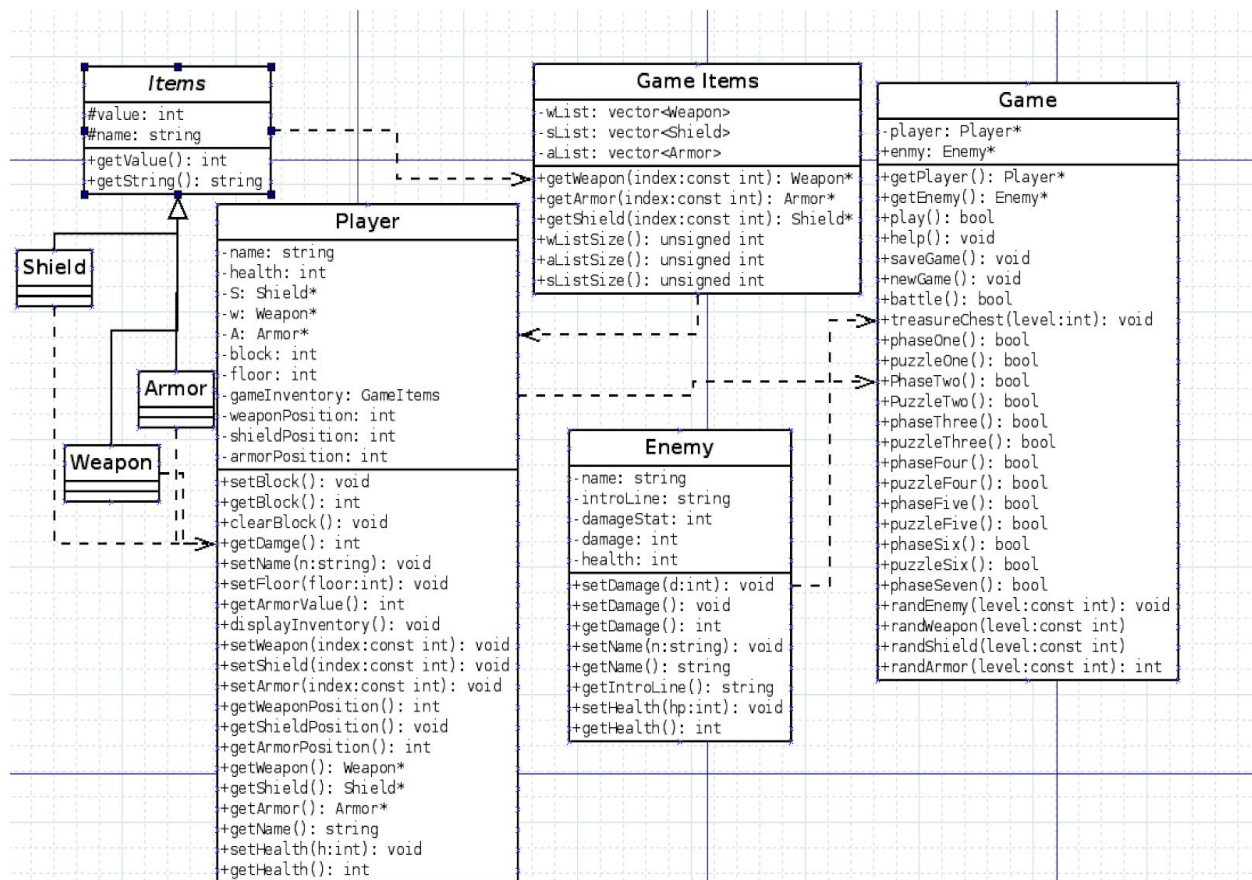 Items
#value: int
#name: string
+getValue(): int
+getString(): string
Shield
Armor
Weapon
Player
-name: string
-health: int
-S: Shield*
-w: Weapon*
-A: Armor*
-block: int
-floor: int
-gameInventory: GameItems
-weaponPosition: int
-shieldPosition: int
-armorPosition: int
+setBlock(): void
+getBlock(): int
+clearBlock(): void
+getDamge(): int
+setName(n:string): void
+setFloor(floor:int): void
+getArmorValue(): int
+displayInventory(): void
+setWeapon(index:const int): void
+setShield(index:const int): void
+setArmor(index:const int): void
+getWeaponPosition(): int
+getShieldPosition(): void
+getArmorPosition(): int
+getWeapon(): Weapon*
+getShield(): Shield*
+getArmor(): Armor*
+getName(): string
+setHealth(h:int): void
+getHealth(): int
Game Items
-wList: vector<Weapon>
-sList: vector<Shield>
-aList: vector<Armor>
+getWeapon(index:const int): Weapon*
+getArmor(index:const int): Armor*
+getShield(index:const int): Shield*
+wListSize(): unsigned int
+aListSize(): unsigned int
+sListSize(): unsigned int
Enemy
-name: string
-introLine: string
-damageStat: int
-damage: int
-health: int
+setDamage(d:int): void
+setDamage(): void
+getDamage(): int
+setName(n:string): void
+getName(): string
+getIntroLine(): string
+setHealth(hp:int): void
+getHealth(): int
Game
-player: Player*
+enmy: Enemy*
+getPlayer(): Player*
+getEnemy(): Enemy*
+play(): bool
+help(): void
+saveGame(): void
+newGame(): void
+battle(): bool
+treasureChest(level:int): void
+phaseOne(): bool
+puzzleOne(): bool
+PhaseTwo(): bool
+PuzzleTwo(): bool
+phaseThree(): bool
+puzzleThree(): bool
+phaseFour(): bool
+puzzleFour(): bool
+phaseFive(): bool
+puzzleFive(): bool
+phaseSix(): bool
+puzzleSix(): bool
+phaseSeven(): bool
+randEnemy(level:const int): void
+randWeapon(level:const int)
+randShield(level:const int)
+randArmor(level:const int): int